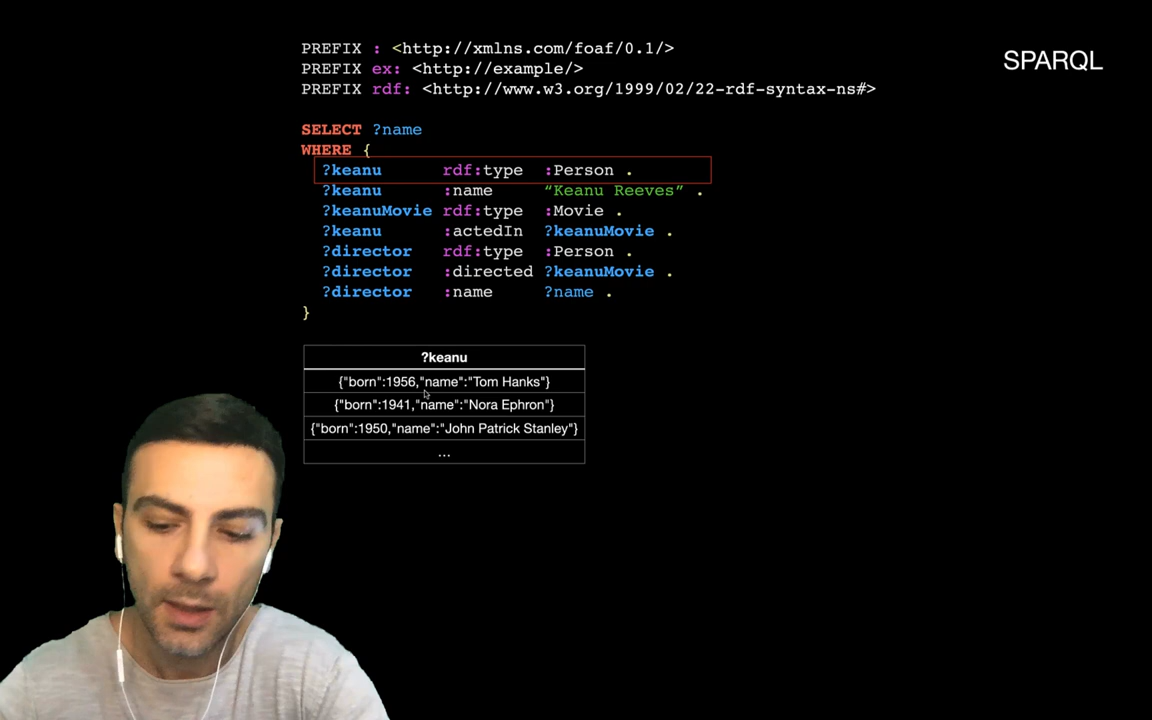 PREFIX : <http://xmlns.com/foaf/0.1/>
PREFIX ex: <http://example/>
PREFIX rdf: <http://www.w3.org/1999/02/22-rdf-syntax-ns#>
SPARQL
SELECT ?name
WHERE {
?keanu rdf:type :Person .
?keanu :name “Keanu Reeves” .
?keanuMovie rdf:type :Movie .
?keanu :actedIn ?keanuMovie .
?director rdf:type :Person .
?director :directed ?keanuMovie .
?director :name ?name .
}
?keanu
{"born":1956,"name":"Tom Hanks"}
{"born":1941,"name":"Nora Ephron"}
{"born":1950,"name":"John Patrick Stanley"}
...